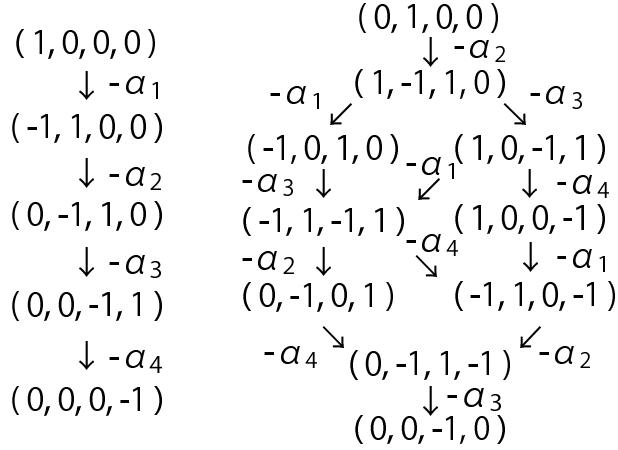 (1,0,0,0)
↓ -α1
(-1,1,0,0)
↓ -α2
(0,-1,1,0)
↓ -α3
(0,0,-1,1)
↓ -α4
(0,0,0,-1)
(0,1,0,0)
↓ -α2
(1,-1,1,0)
-α1 ↙ ↘ -α3
(-1,0,1,0) (1,0,-1,1)
-α3 ↓ -α1 ↙ ↓ -α4
(-1,1,-1,1) (1,0,0,-1)
-α2 ↓ -α4 ↘ ↓ -α1
(0,-1,0,1) (-1,1,0,-1)
-α4 ↘ ↙ -α2
(0,-1,1,-1)
↓ -α3
(0,0,-1,0)